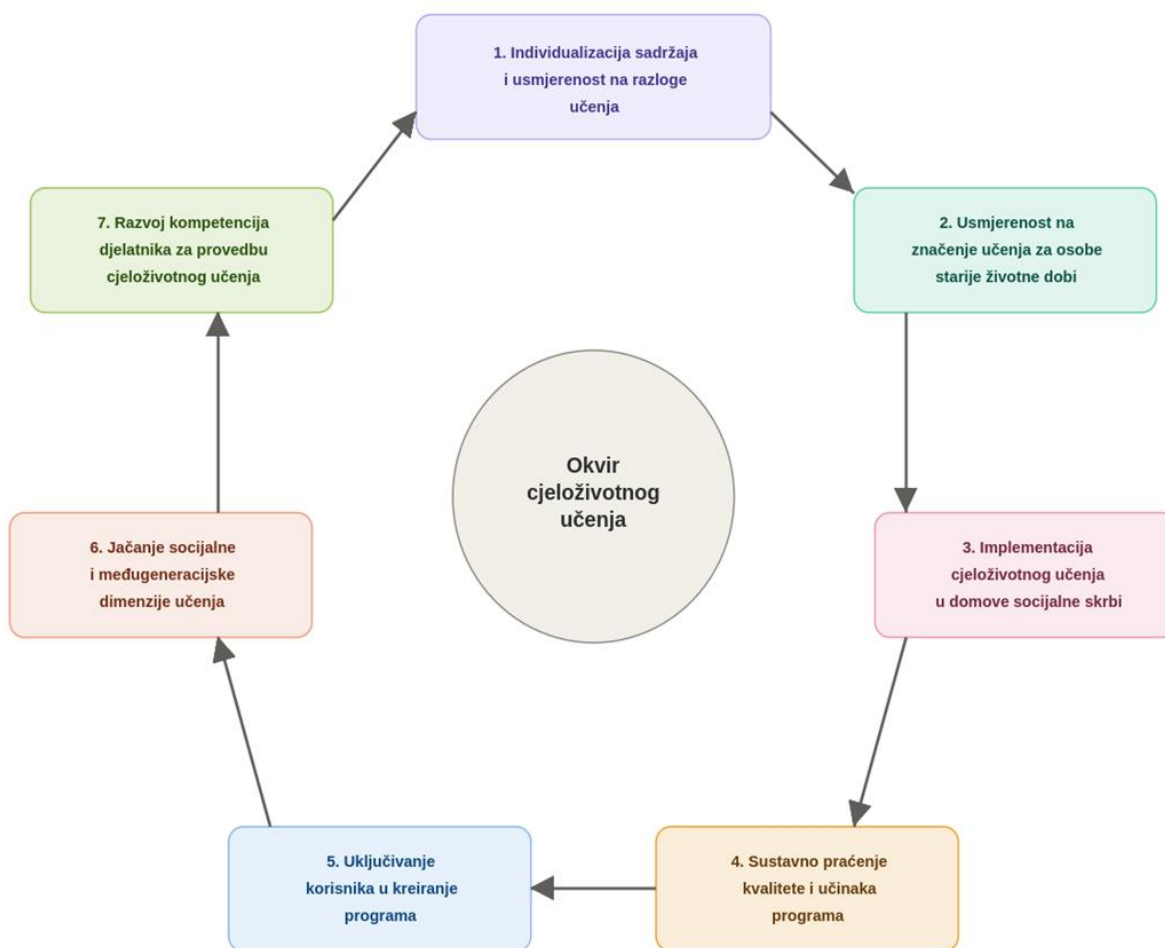 1. Individualizacija sadržaja
i usmjerenost na razloge
učenja
2. Usmjerenost na
značenje učenja za osobe
starije životne dobi
3. Implementacija
cjeloživotnog učenja
u domove socijalne skrbi
4. Sustavno praćenje
kvalitete i učinaka
programa
5. Uključivanje
korisnika u kreiranje
programa
6. Jačanje socijalne
i međugeneracijske
dimenzije učenja
7. Razvoj kompetencija
djelatnika za provedbu
cjeloživotnog učenja
Okvir
cjeloživotnog
učenja